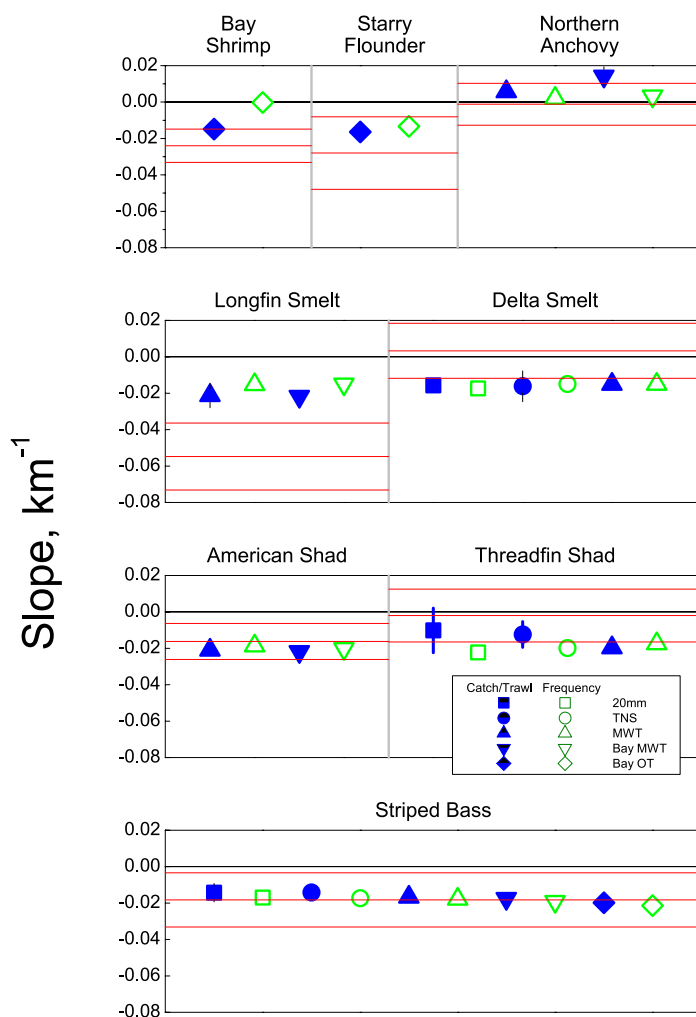 Bay
Shrimp
Starry
Flounder
Northern
Anchovy
0.02
0.00
-0.02
-0.04
-0.06
-0.08
Longfin Smelt
Delta Smelt
0.02
0.00
-0.02
-0.04
-0.06
-0.08
Slope, km⁻¹
American Shad
Threadfin Shad
0.02
0.00
-0.02
-0.04
-0.06
-0.08
Catch/Trawl Frequency
20mm
TNS
MWT
Bay MWT
Bay OT
Striped Bass
0.02
0.00
-0.02
-0.04
-0.06
-0.08